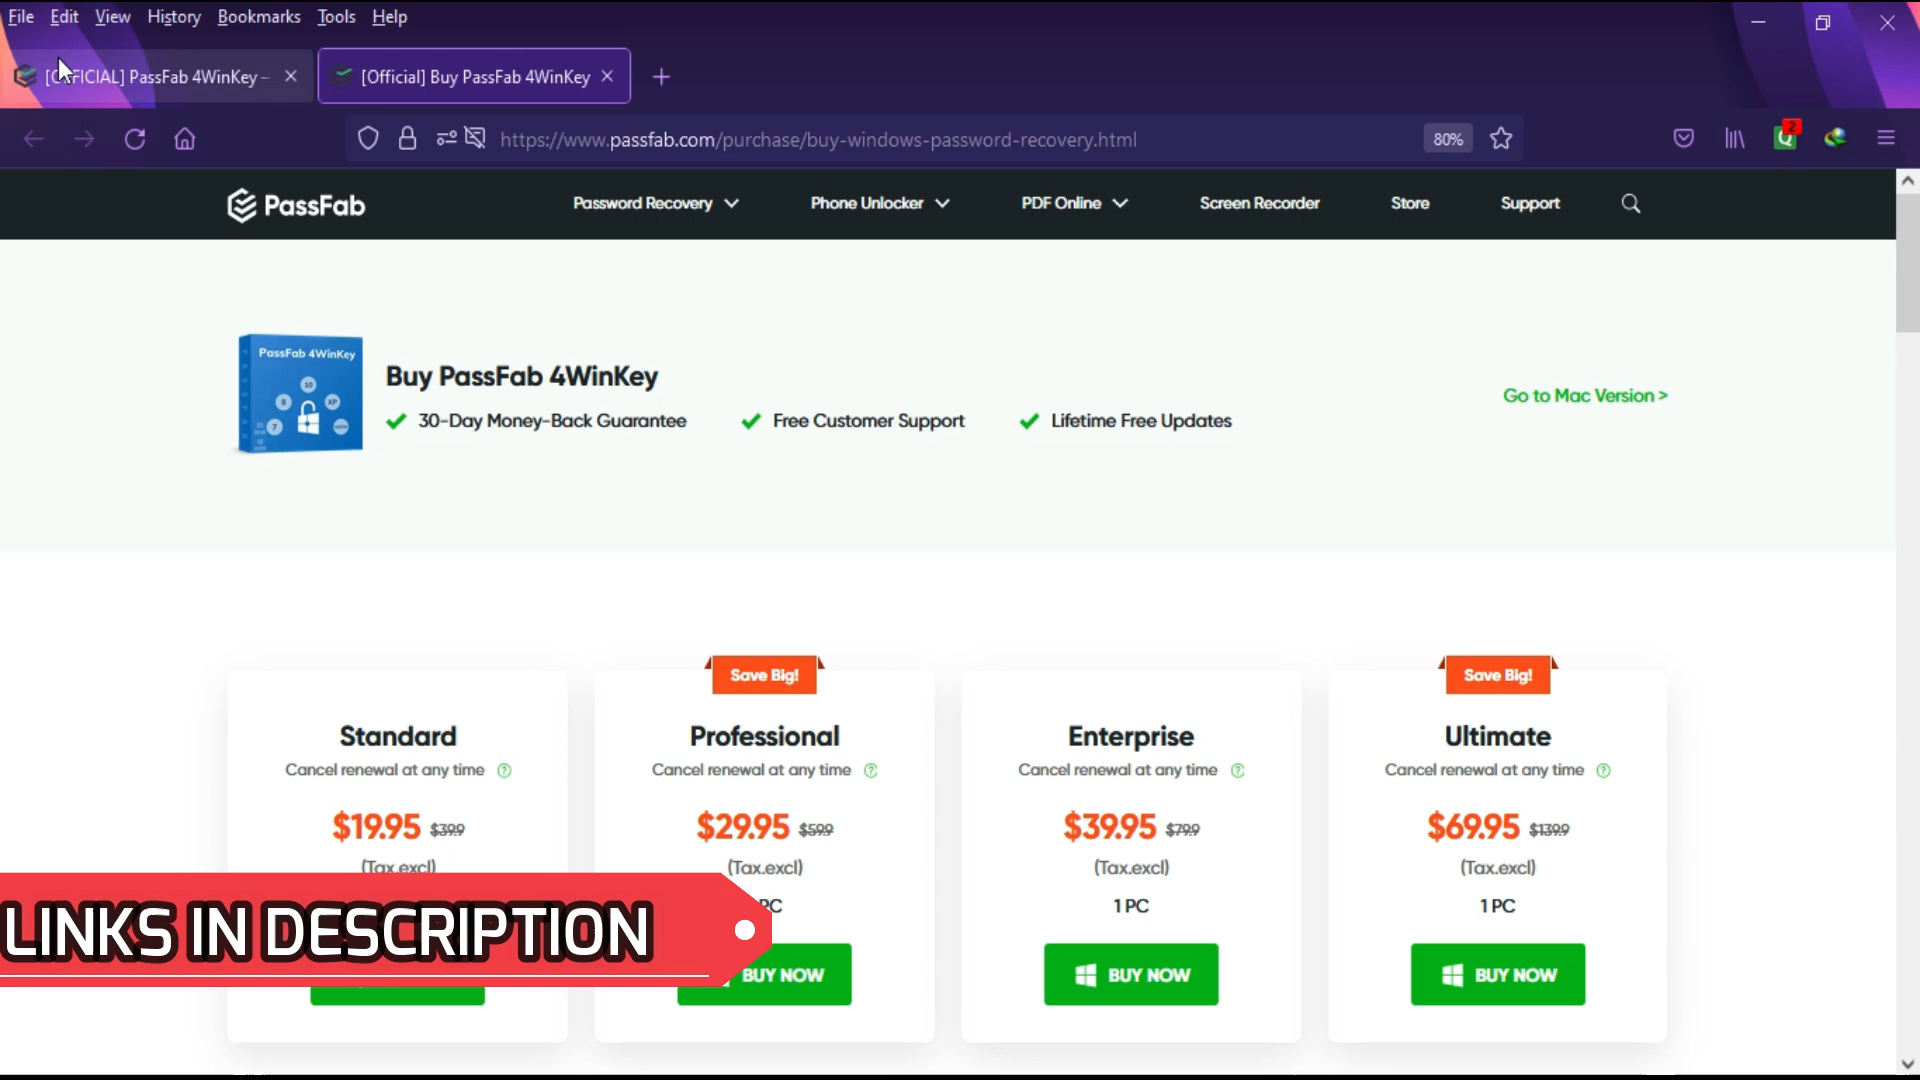 File Edit View History Bookmarks Tools Help
PassFab 4WinKey –
[Official] Buy PassFab 4WinKey
https://www.passfab.com/purchase/buy-windows-password-recovery.html
80%
2
PassFab
Password Recovery
Phone Unlocker
PDF Online
Screen Recorder
Store
Support
PassFab 4WinKey
10
8
XP
7
Buy PassFab 4WinKey
30-Day Money-Back Guarantee
Free Customer Support
Lifetime Free Updates
Go to Mac Version >
Save Big!
Save Big!
Standard
Professional
Enterprise
Ultimate
Cancel renewal at any time ?
Cancel renewal at any time ?
Cancel renewal at any time ?
Cancel renewal at any time ?
$19.95 $39.9
$29.95 $59.9
$39.95 $79.9
$69.95 $139.9
(Tax.excl)
(Tax.excl)
(Tax.excl)
(Tax.excl)
PC
1 PC
1 PC
LINKS IN DESCRIPTION
BUY NOW
BUY NOW
BUY NOW